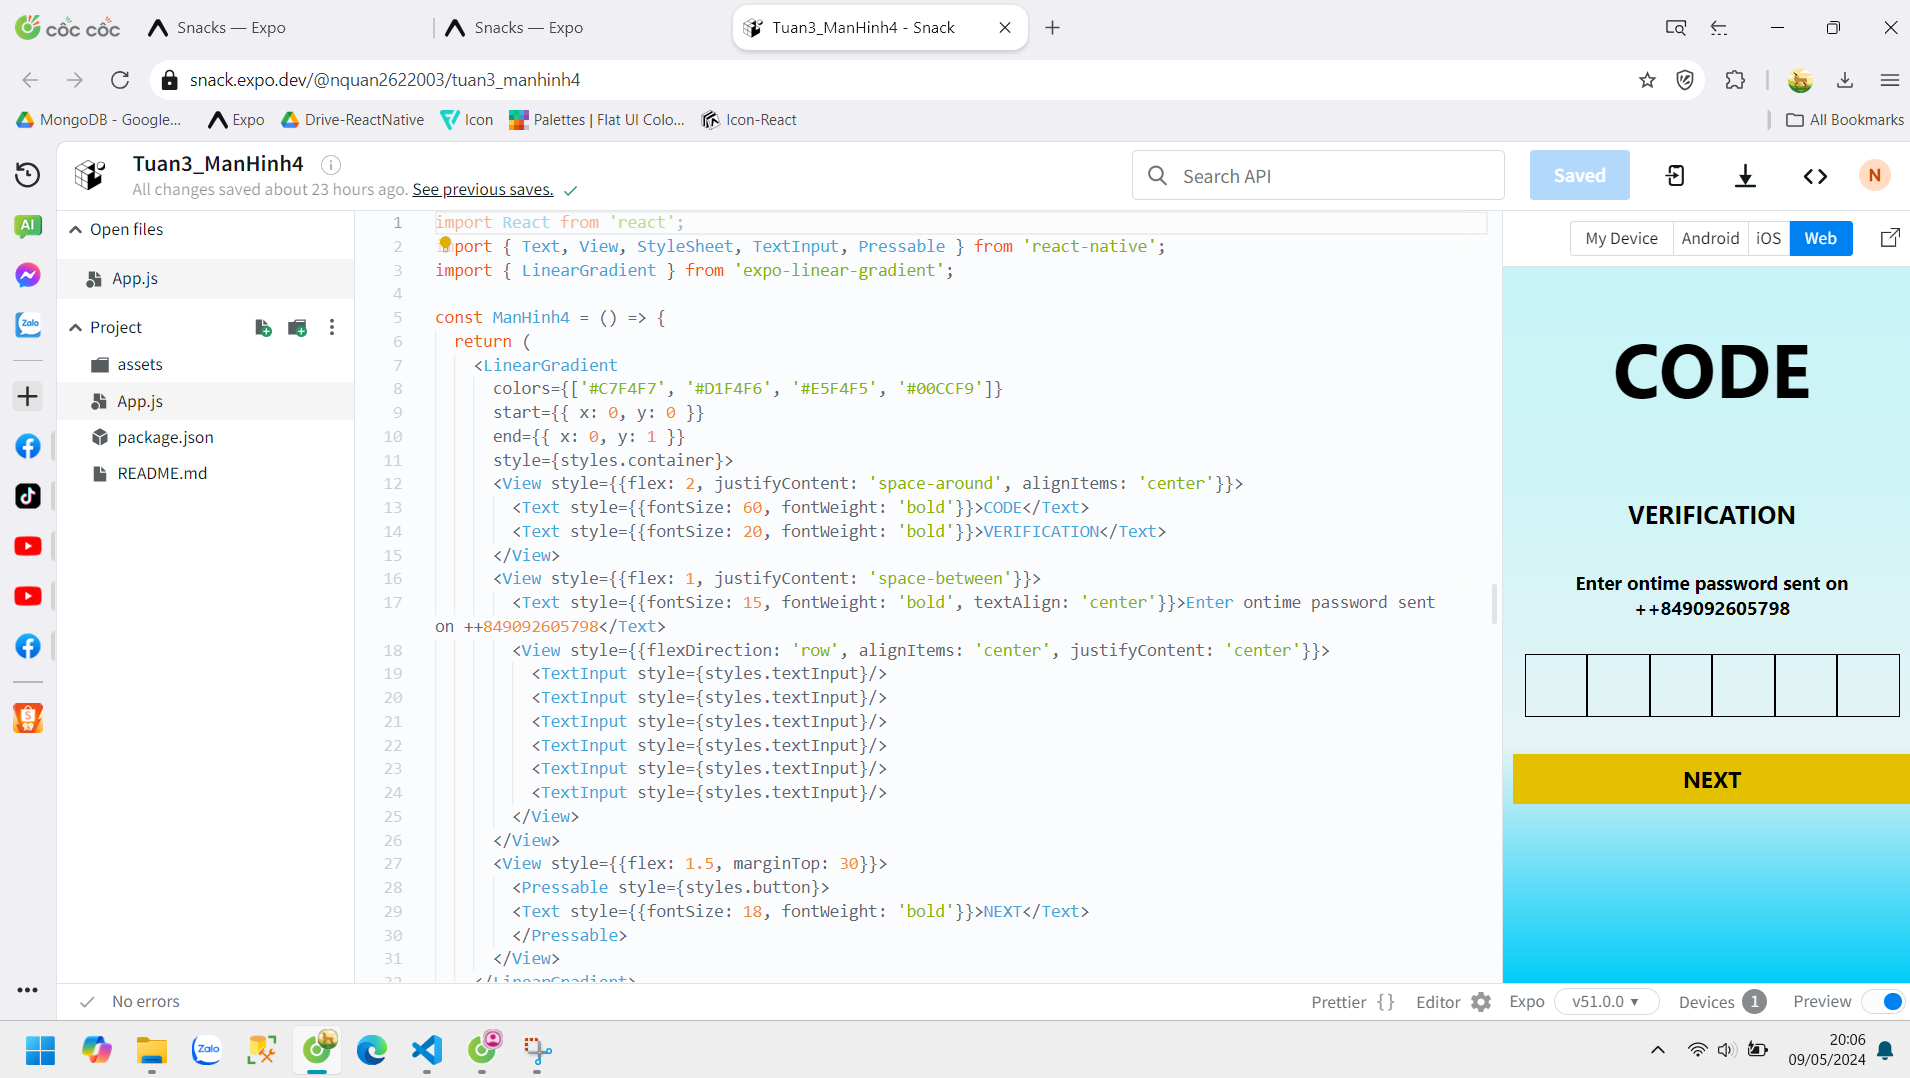 cốc cốc
Snacks — Expo
Snacks — Expo
Tuan3_ManHinh4 - Snack
snack.expo.dev/@nquan2622003/tuan3_manhinh4
MongoDB - Google...
Expo
Drive-ReactNative
Icon
Palettes | Flat UI Colo...
Icon-React
All Bookmarks
Tuan3_ManHinh4
All changes saved about 23 hours ago. See previous saves.
Search API
Saved
N
AI
Zalo
Open files
App.js
Project
assets
App.js
package.json
README.md
1 import React from 'react';
2 import { Text, View, StyleSheet, TextInput, Pressable } from 'react-native';
3 import { LinearGradient } from 'expo-linear-gradient';
4
5 const ManHinh4 = () => {
6 return (
7 <LinearGradient
8 colors={['#C7F4F7', '#D1F4F6', '#E5F4F5', '#00CCF9']}
9 start={{ x: 0, y: 0 }}
10 end={{ x: 0, y: 1 }}
11 style={styles.container}>
12 <View style={{flex: 2, justifyContent: 'space-around', alignItems: 'center'}}>
13 <Text style={{fontSize: 60, fontWeight: 'bold'}}>CODE</Text>
14 <Text style={{fontSize: 20, fontWeight: 'bold'}}>VERIFICATION</Text>
15 </View>
16 <View style={{flex: 1, justifyContent: 'space-between'}}>
17 <Text style={{fontSize: 15, fontWeight: 'bold', textAlign: 'center'}}>Enter ontime password sent
on ++849092605798</Text>
18 <View style={{flexDirection: 'row', alignItems: 'center', justifyContent: 'center'}}>
19 <TextInput style={styles.textInput}/>
20 <TextInput style={styles.textInput}/>
21 <TextInput style={styles.textInput}/>
22 <TextInput style={styles.textInput}/>
23 <TextInput style={styles.textInput}/>
24 <TextInput style={styles.textInput}/>
25 </View>
26 </View>
27 <View style={{flex: 1.5, marginTop: 30}}>
28 <Pressable style={styles.button}>
29 <Text style={{fontSize: 18, fontWeight: 'bold'}}>NEXT</Text>
30 </Pressable>
31 </View>
32 </LinearGradient>
My Device
Android
iOS
Web
CODE
VERIFICATION
Enter ontime password sent on
++849092605798
NEXT
No errors
Prettier { }
Editor
Expo
v51.0.0
Devices 1
Preview
Zalo
20:06
09/05/2024